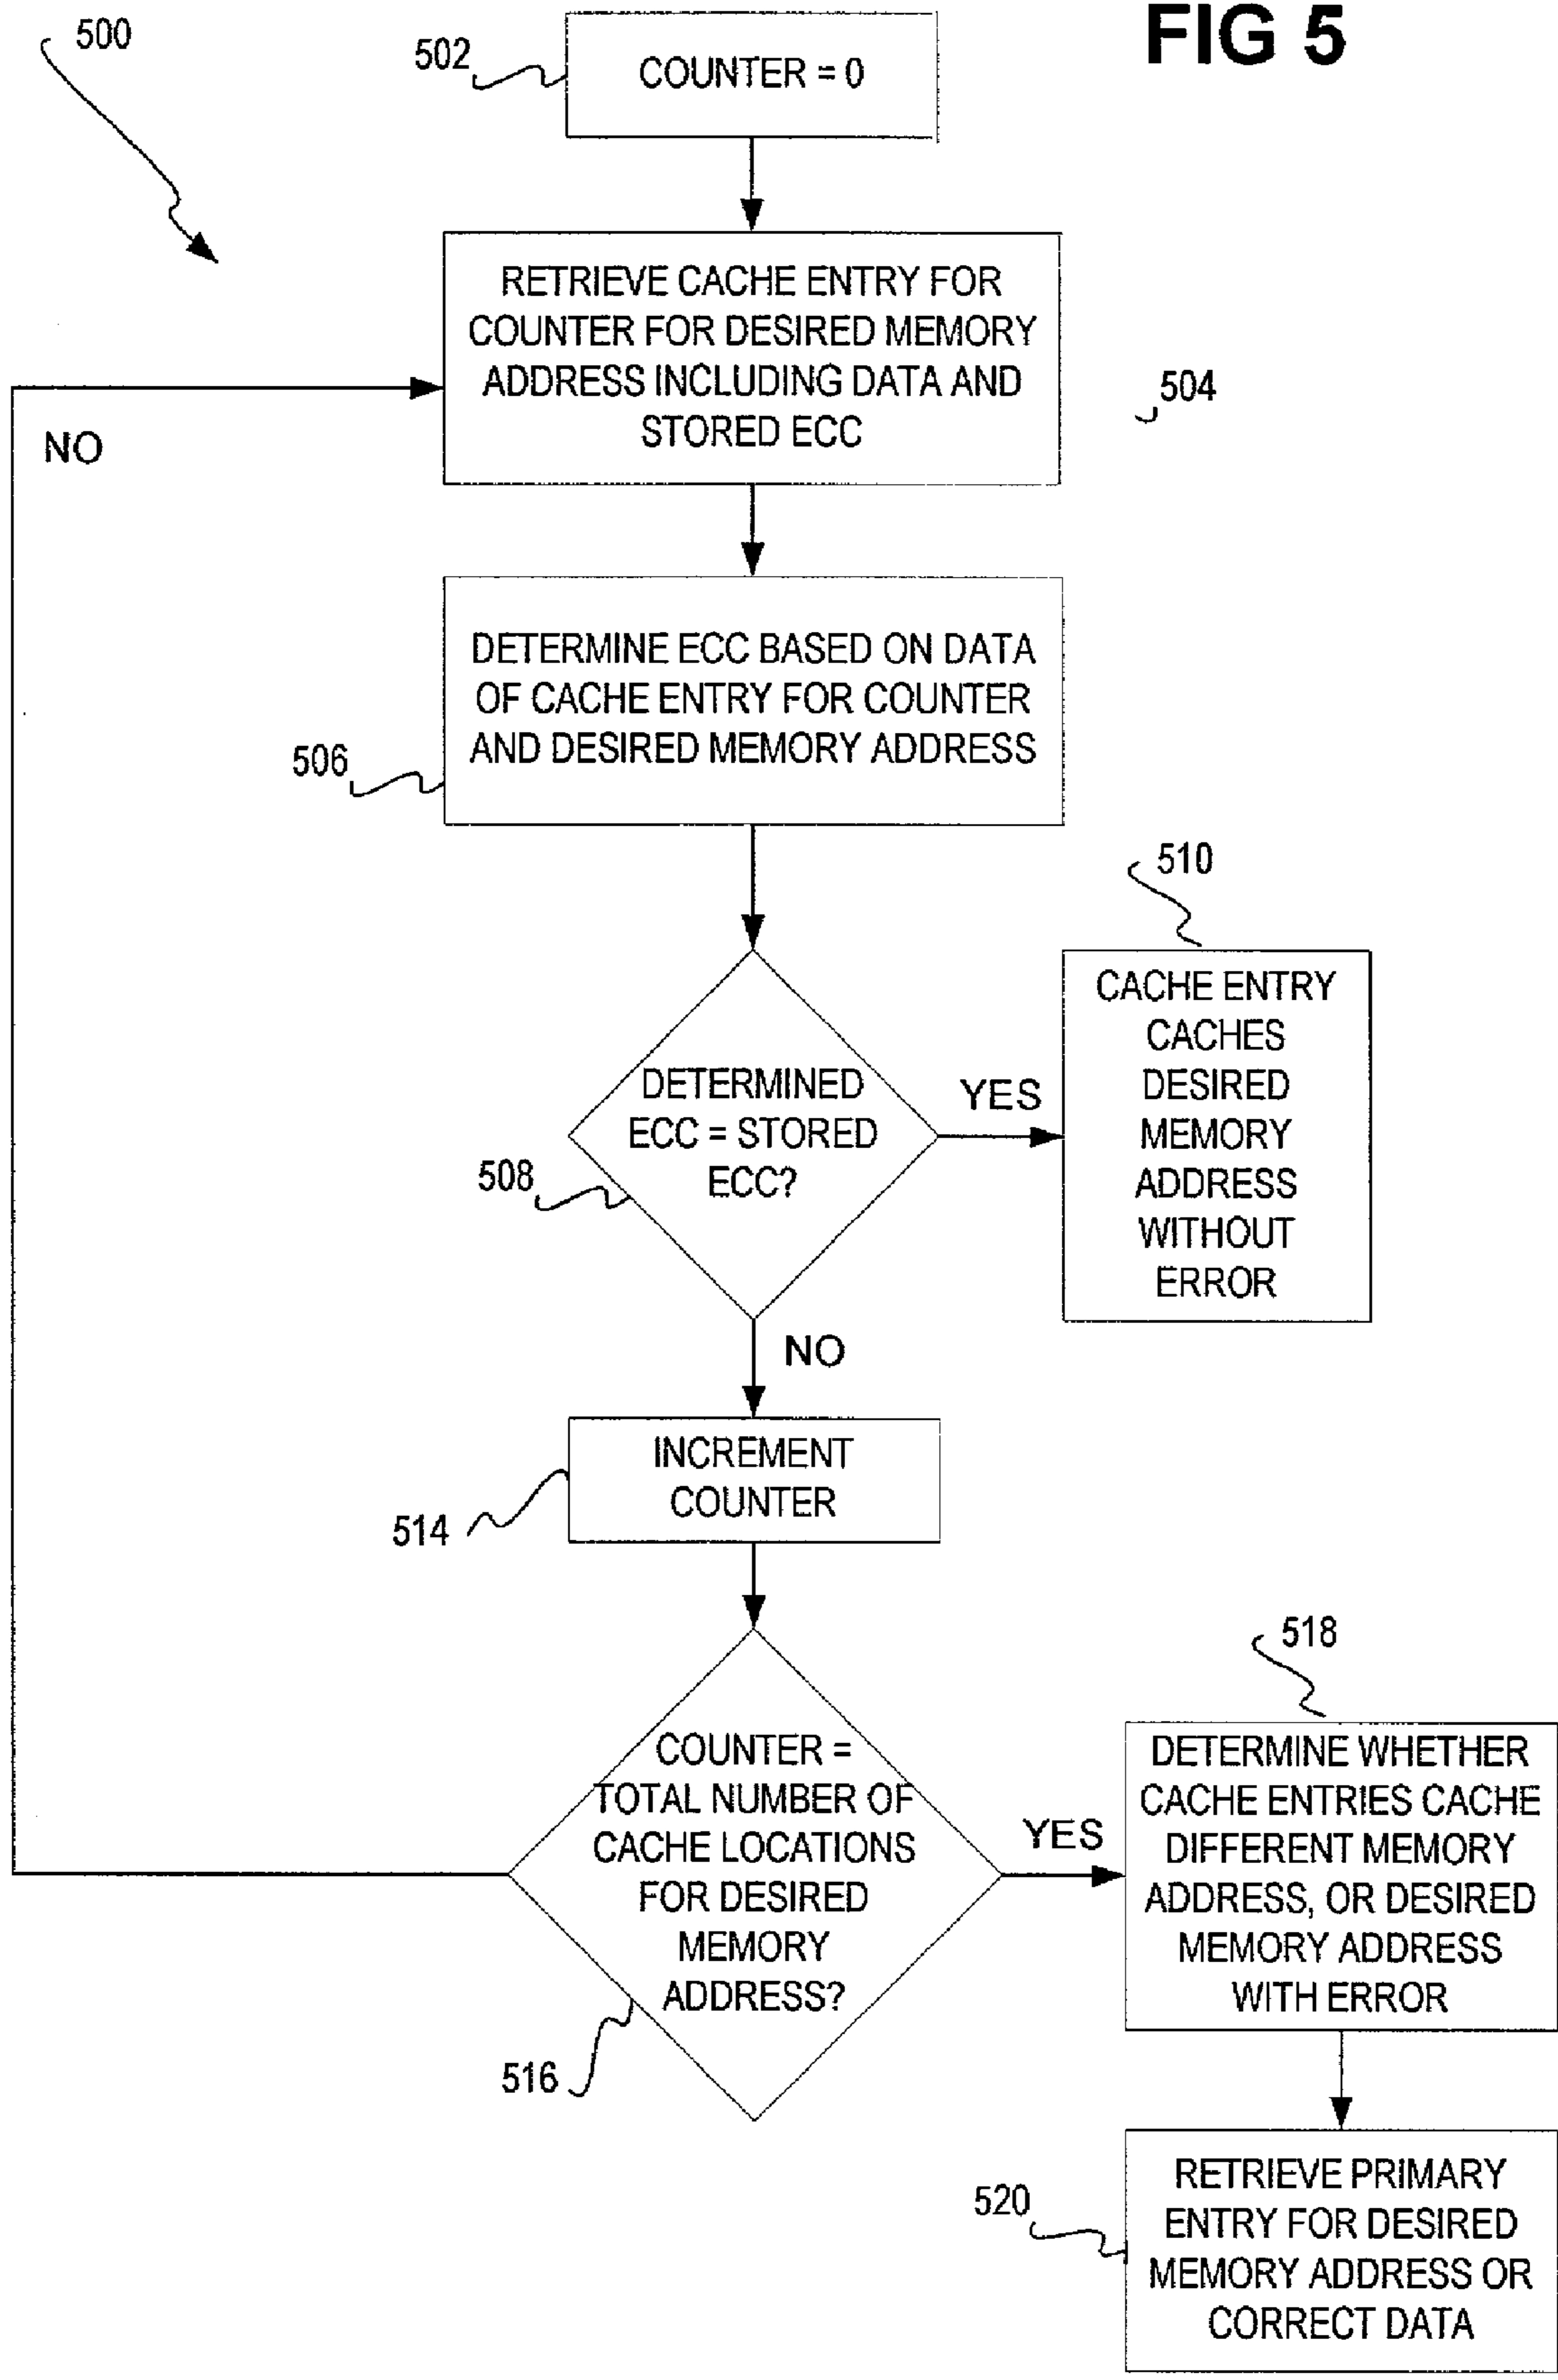 FIG 5
500
502
COUNTER = 0
RETRIEVE CACHE ENTRY FOR
COUNTER FOR DESIRED MEMORY
ADDRESS INCLUDING DATA AND
STORED ECC
504
NO
DETERMINE ECC BASED ON DATA
OF CACHE ENTRY FOR COUNTER
AND DESIRED MEMORY ADDRESS
506
510
CACHE ENTRY
CACHES
DESIRED
MEMORY
ADDRESS
WITHOUT
ERROR
DETERMINED
ECC = STORED
ECC?
YES
508
NO
INCREMENT
COUNTER
514
518
COUNTER =
TOTAL NUMBER OF
CACHE LOCATIONS
FOR DESIRED
MEMORY
ADDRESS?
YES
516
DETERMINE WHETHER
CACHE ENTRIES CACHE
DIFFERENT MEMORY
ADDRESS, OR DESIRED
MEMORY ADDRESS
WITH ERROR
520
RETRIEVE PRIMARY
ENTRY FOR DESIRED
MEMORY ADDRESS OR
CORRECT DATA